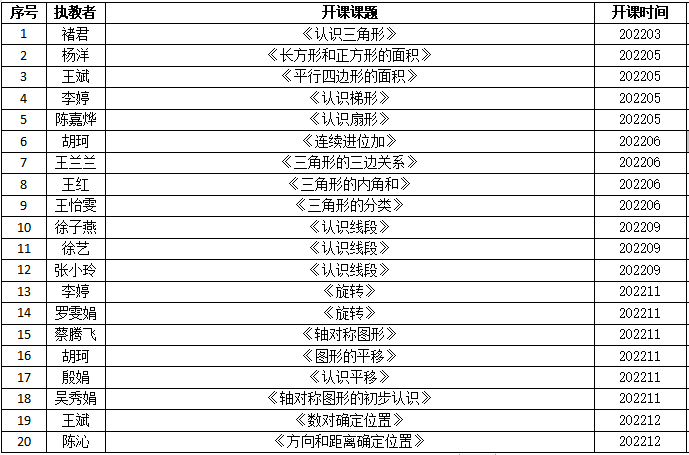 序号 执教者 开课课题 开课时间
1 褚君 《认识三角形》 202203
2 杨洋 《长方形和正方形的面积》 202205
3 王斌 《平行四边形的面积》 202205
4 李婷 《认识梯形》 202205
5 陈嘉烨 《认识扇形》 202205
6 胡珂 《连续进位加》 202206
7 王兰兰 《三角形的三边关系》 202206
8 王红 《三角形的内角和》 202206
9 王怡雯 《三角形的分类》 202206
10 徐子燕 《认识线段》 202209
11 徐艺 《认识线段》 202209
12 张小玲 《认识线段》 202209
13 李婷 《旋转》 202211
14 罗雯娟 《旋转》 202211
15 蔡腾飞 《轴对称图形》 202211
16 胡珂 《图形的平移》 202211
17 殷娟 《认识平移》 202211
18 吴秀娟 《轴对称图形的初步认识》 202211
19 王斌 《数对确定位置》 202212
20 陈沁 《方向和距离确定位置》 202212